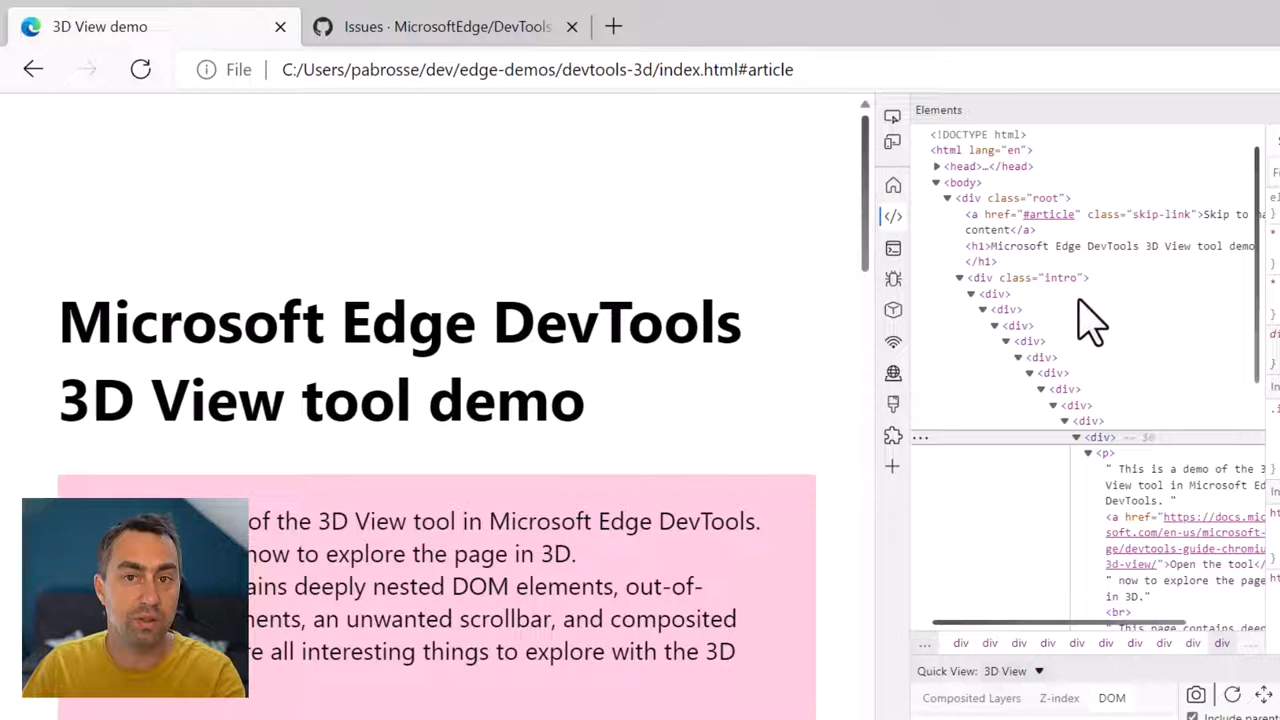 3D View demo
Issues · MicrosoftEdge/DevTools
File
C:/Users/pabrosse/dev/edge-demos/devtools-3d/index.html#article
Microsoft Edge DevTools
3D View tool demo
of the 3D View tool in Microsoft Edge DevTools.
now to explore the page in 3D.
ains deeply nested DOM elements, out-of-
ments, an unwanted scrollbar, and composited
re all interesting things to explore with the 3D
Elements
<!DOCTYPE html>
<html lang="en">
<head>…</head>
<body>
<div class="root">
<a href="#article" class="skip-link">Skip to ma
content</a>
<h1>Microsoft Edge DevTools 3D View tool demo
</h1>
<div class="intro">
<div>
<div>
<div>
<div>
<div>
<div>
<div>
<div>
<div>
… <div> == $0
<p>
" This is a demo of the 3
View tool in Microsoft Ed
DevTools. "
<a href="https://docs.mic
soft.com/en-us/microsoft-
ge/devtools-guide-chromiu
3d-view/">Open the tool</
" now to explore the page
in 3D."
<br>
" This page contains deep
... div div div div div div div div div div
Quick View: 3D View
Composited Layers Z-index DOM
Include paren